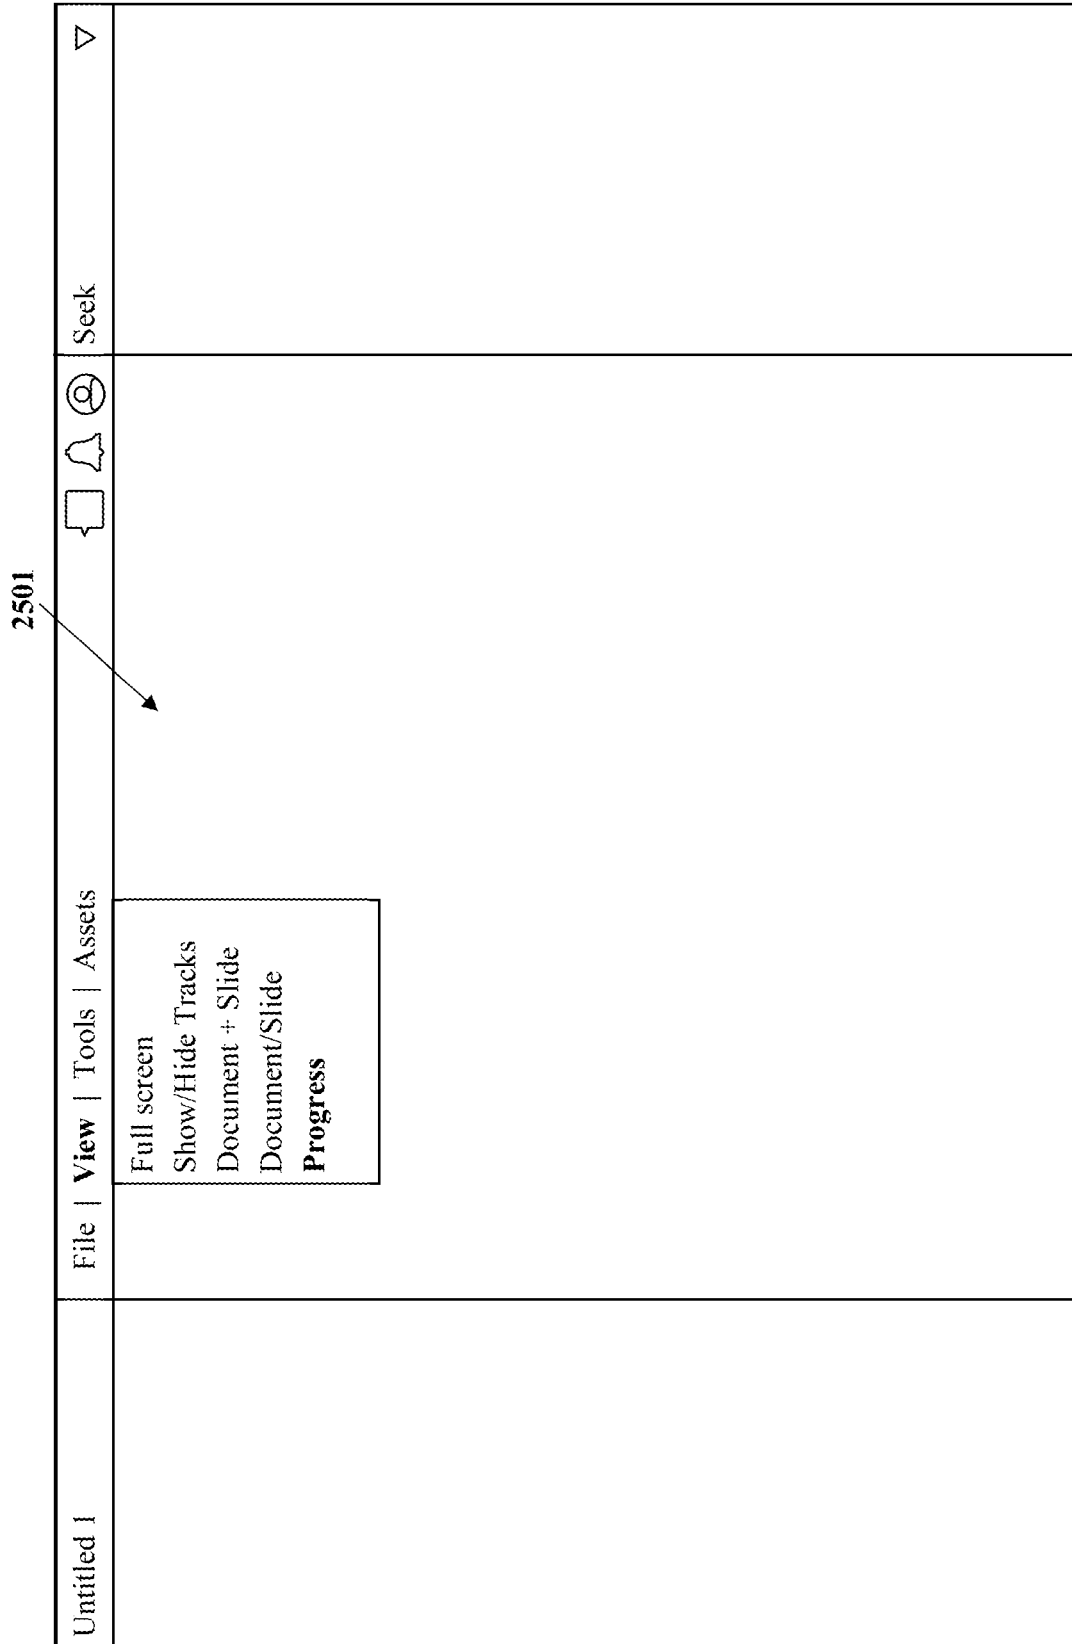 2501
Untitled 1
File | View | Tools | Assets
Seek
Full screen
Show/Hide Tracks
Document + Slide
Document/Slide
Progress